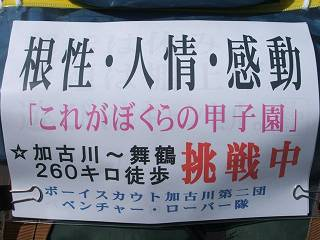 根性・人情・感動
「これがぼくらの甲子園」
☆加古川～舞鶴
260キロ徒歩 挑戦中
ボーイスカウト加古川第二団
ベンチャー・ローバー隊